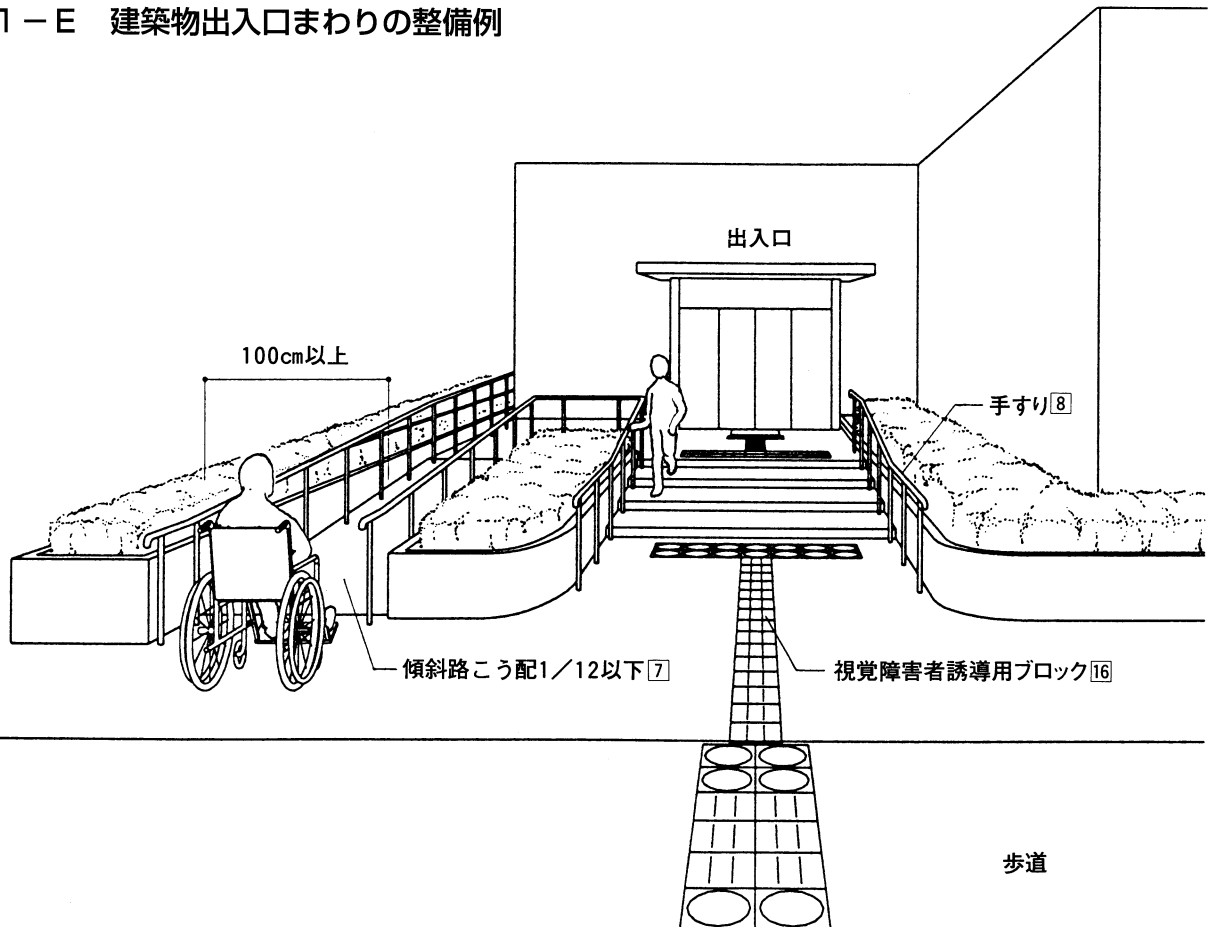 1－E 建築物出入口まわりの整備例
出入口
100cm以上
手すり8
傾斜路こう配1／12以下7
視覚障害者誘導用ブロック16
歩道